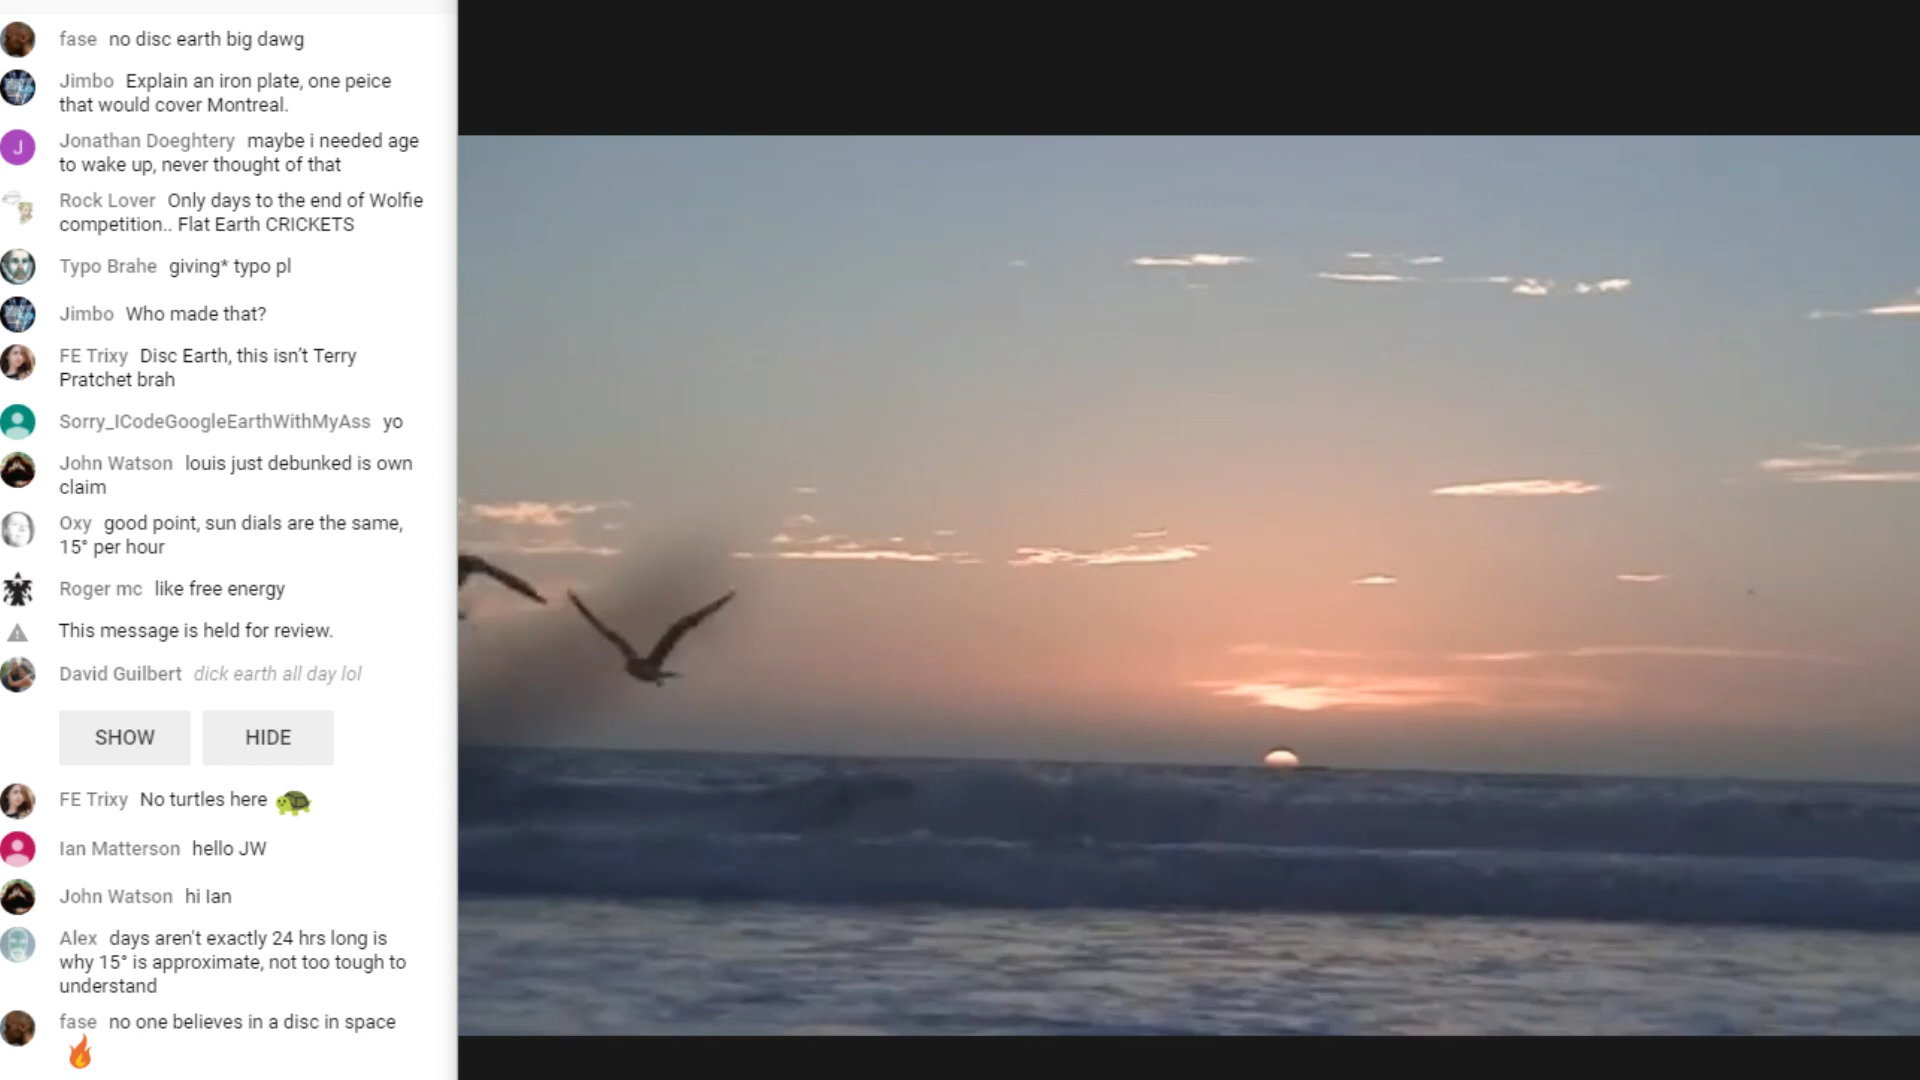 fase no disc earth big dawg
Jimbo Explain an iron plate, one peice
that would cover Montreal.
J
Jonathan Doeghtery maybe i needed age
to wake up, never thought of that
Rock Lover Only days to the end of Wolfie
competition.. Flat Earth CRICKETS
Typo Brahe giving* typo pl
Jimbo Who made that?
FE Trixy Disc Earth, this isn’t Terry
Pratchet brah
Sorry_ICodeGoogleEarthWithMyAss yo
John Watson louis just debunked is own
claim
Oxy good point, sun dials are the same,
15° per hour
Roger mc like free energy
This message is held for review.
David Guilbert dick earth all day lol
SHOW HIDE
FE Trixy No turtles here 🐢
Ian Matterson hello JW
John Watson hi Ian
Alex days aren't exactly 24 hrs long is
why 15° is approximate, not too tough to
understand
fase no one believes in a disc in space
🔥